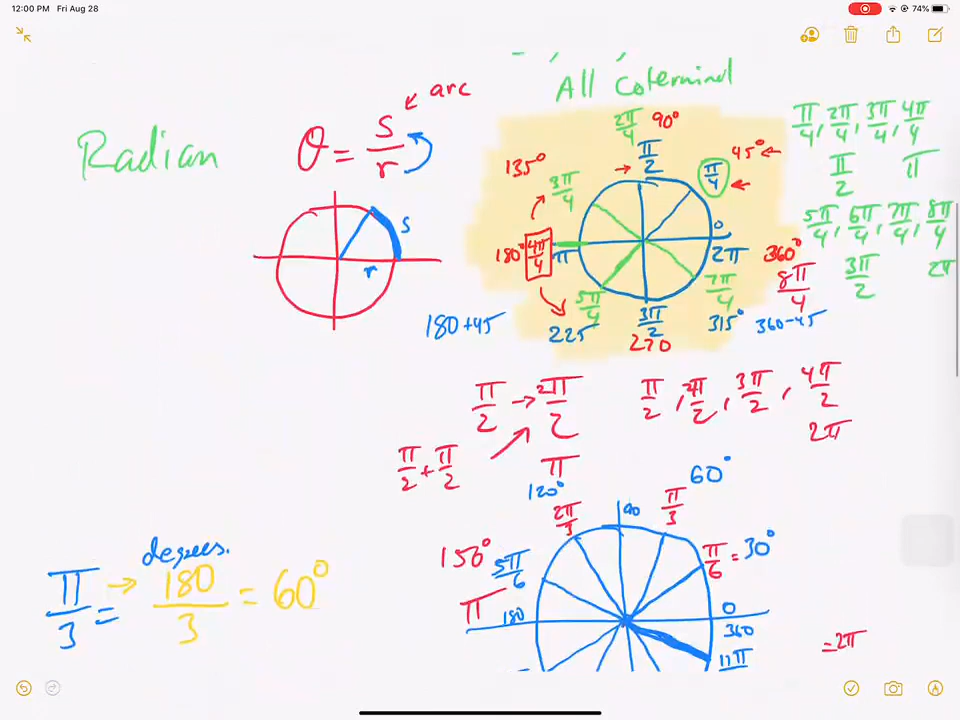 12:00 PM Fri Aug 28
74%
All Coterminal
Radian
θ = s/r
arc
s
r
2π/4 90°
π/2
135°
3π/4
π/4
45°
180°
4π/4
π
0
2π
360°
8π/4
5π/4
7π/4
180+45
225
3π/2
270
315°
360-45
π/4, 2π/4, 3π/4, 4π/4
π/2 π
5π/4, 6π/4, 7π/4, 8π/4
3π/2 2π
π/2 → 2π/2
π/2, 2π/2, 3π/2, 4π/2
2π
π/2 + π/2
π
120°
2π/3
90
π/3
60°
150°
5π/6
π/6 = 30°
π 180
0
360
11π
= 2π
degrees.
π/3 = → 180/3 = 60°